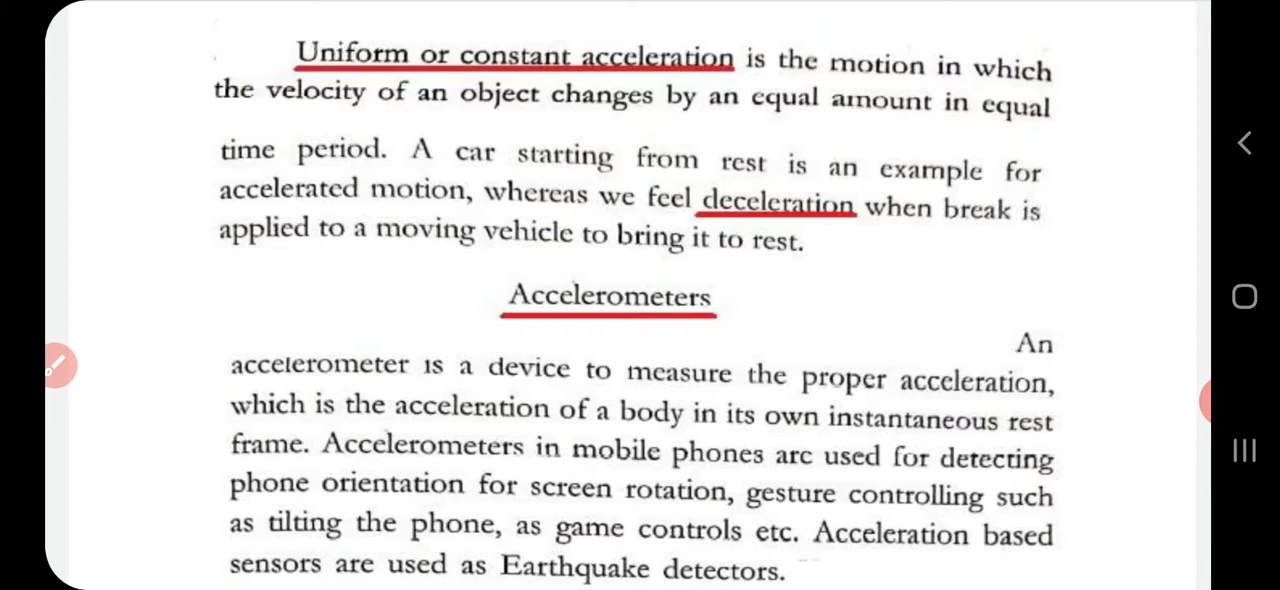 Uniform or constant acceleration is the motion in which
the velocity of an object changes by an equal amount in equal
time period. A car starting from rest is an example for
accelerated motion, whereas we feel deceleration when break is
applied to a moving vehicle to bring it to rest.
Accelerometers
An
accelerometer is a device to measure the proper acceleration,
which is the acceleration of a body in its own instantaneous rest
frame. Accelerometers in mobile phones are used for detecting
phone orientation for screen rotation, gesture controlling such
as tilting the phone, as game controls etc. Acceleration based
sensors are used as Earthquake detectors.